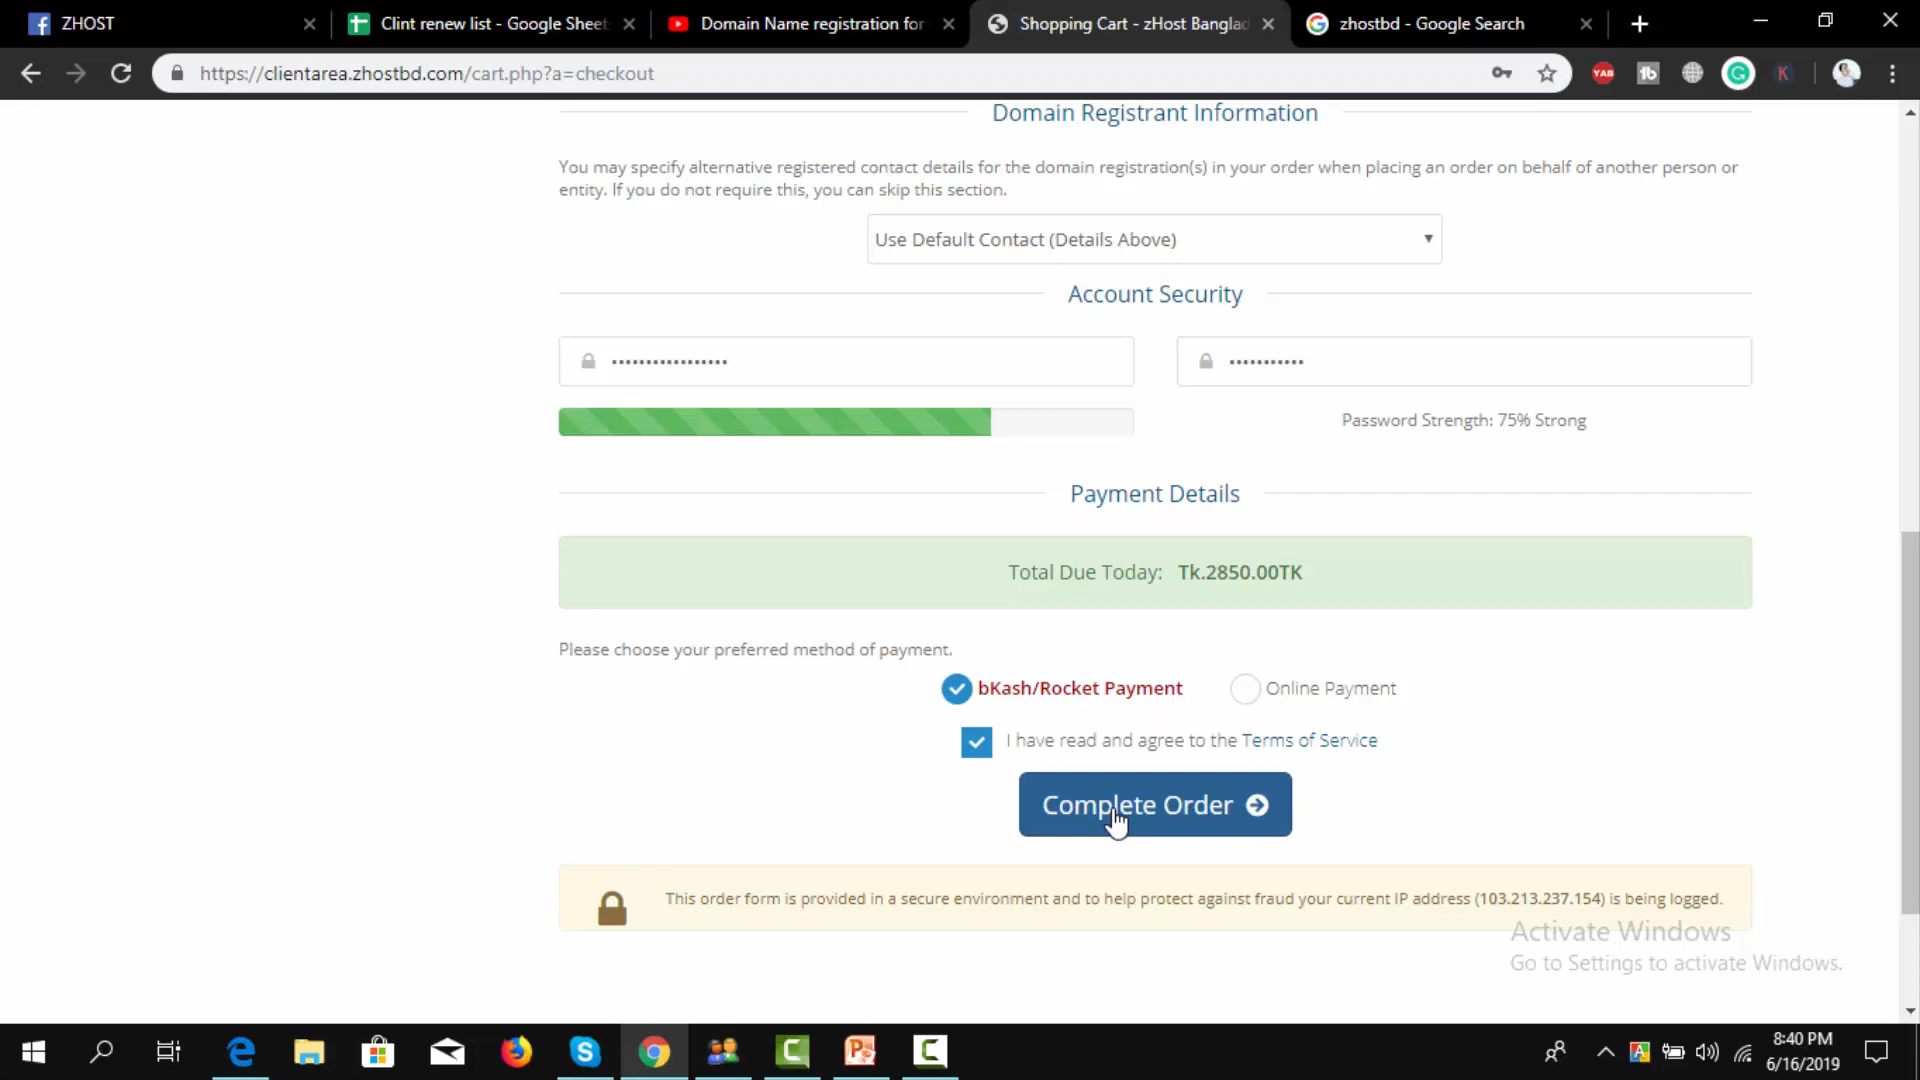 ZHOST
Clint renew list - Google Sheet
Domain Name registration for
Shopping Cart - zHost Banglad
zhostbd - Google Search
https://clientarea.zhostbd.com/cart.php?a=checkout
Domain Registrant Information
You may specify alternative registered contact details for the domain registration(s) in your order when placing an order on behalf of another person or
entity. If you do not require this, you can skip this section.
Use Default Contact (Details Above)
Account Security
•••••••••••••••••
•••••••••••
Password Strength: 75% Strong
Payment Details
Total Due Today: Tk.2850.00TK
Please choose your preferred method of payment.
bKash/Rocket Payment
Online Payment
I have read and agree to the Terms of Service
Complete Order
This order form is provided in a secure environment and to help protect against fraud your current IP address (103.213.237.154) is being logged.
Activate Windows
Go to Settings to activate Windows.
8:40 PM
6/16/2019